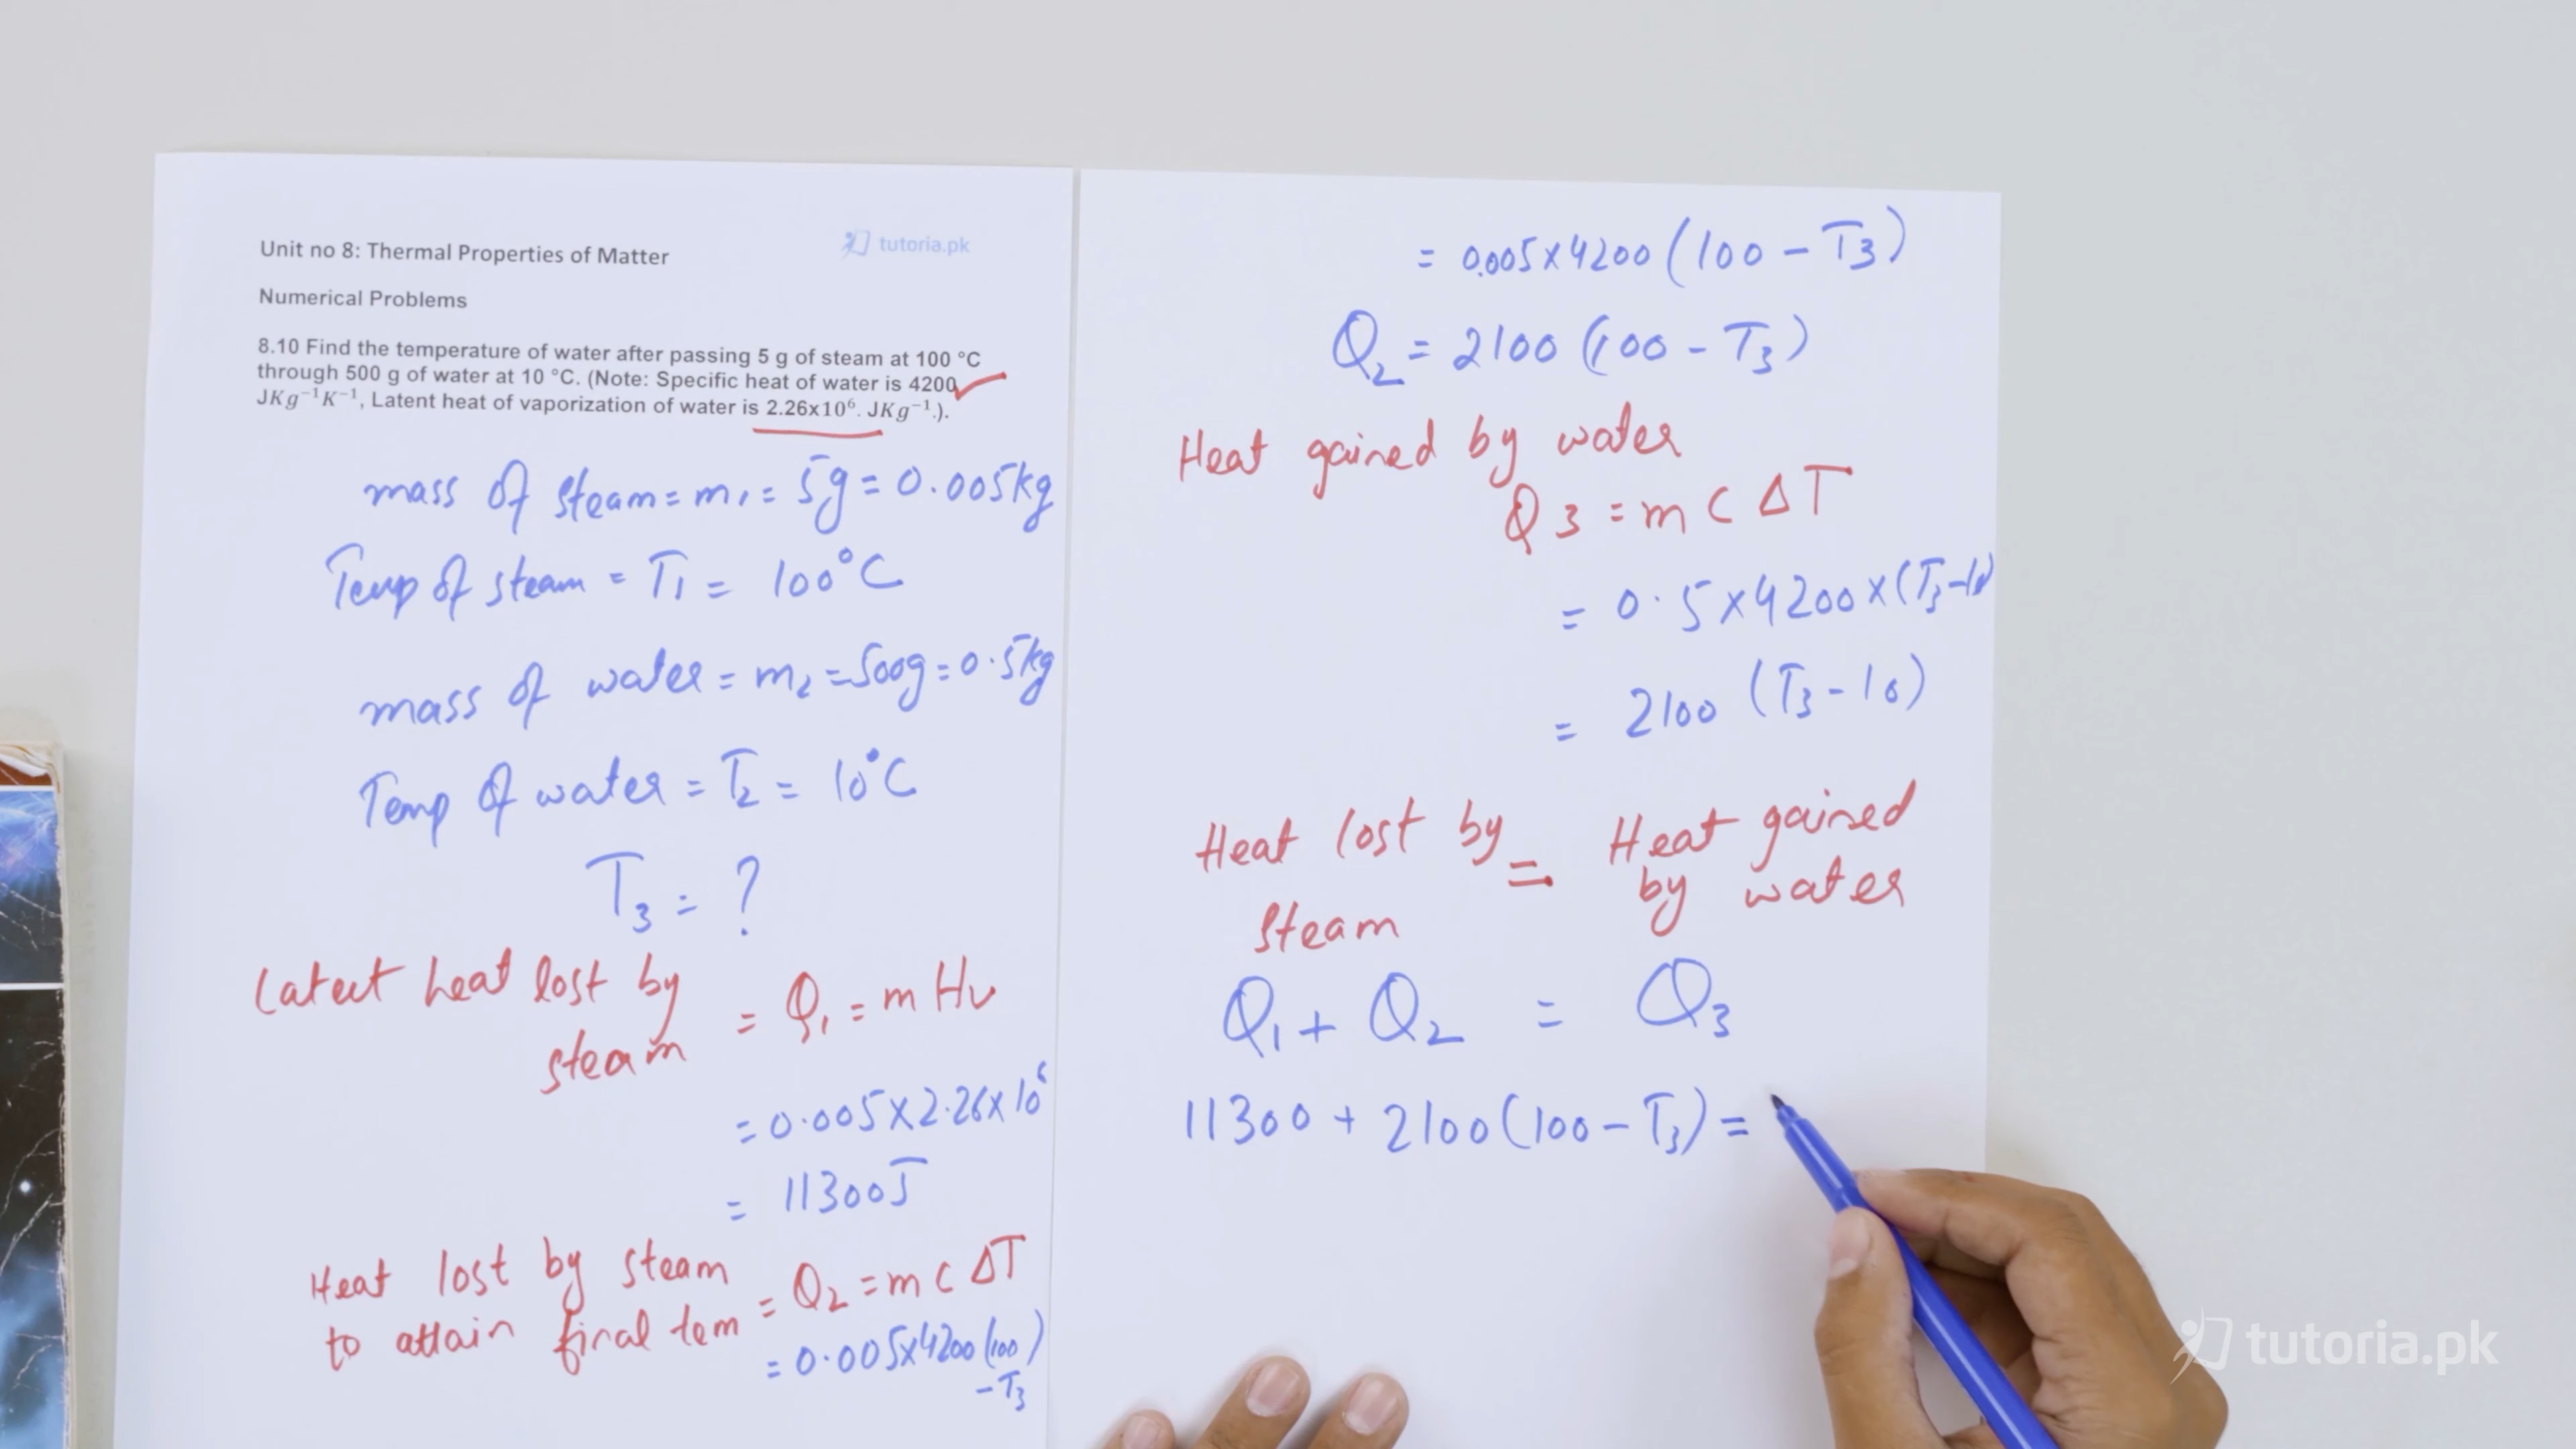 Unit no 8: Thermal Properties of Matter
tutoria.pk
Numerical Problems
8.10 Find the temperature of water after passing 5 g of steam at 100 °C
through 500 g of water at 10 °C. (Note: Specific heat of water is 4200
JKg⁻¹K⁻¹, Latent heat of vaporization of water is 2.26x10⁶. JKg⁻¹.).
mass of steam = m₁ = 5g = 0.005kg
Temp of steam = T₁ = 100°C
mass of water = m₂ = 500g = 0.5kg
Temp of water = T₂ = 10°C
T₃ = ?
Latent heat lost by
steam = Q₁ = m Hv
= 0.005 x 2.26 x 10⁶
= 11300J
Heat lost by steam
to attain final tem = Q₂ = m c ΔT
= 0.005x4200 (100
- T₃)
= 0.005 x 4200 (100 - T₃)
Q₂ = 2100 (100 - T₃)
Heat gained by water
Q3 = m c ΔT
= 0.5 x 4200 x (T₃-10)
= 2100 (T₃ - 10)
Heat lost by steam = Heat gained by water
Q₁ + Q₂ = Q₃
11300 + 2100 (100 - T₃) =
tutoria.pk